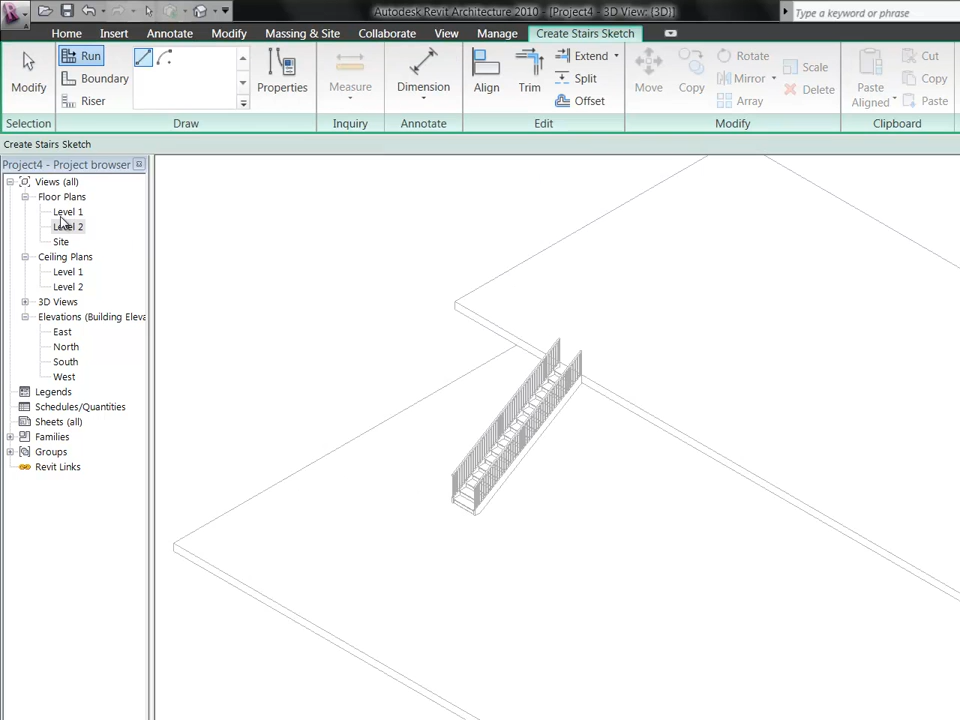 Autodesk Revit Architecture 2010 - [Project4 - 3D View: {3D}]
Type a keyword or phrase
Home Insert Annotate Modify Massing & Site Collaborate View Manage Create Stairs Sketch
Modify
Run
Boundary
Riser
Properties
Measure
Dimension
Align
Trim
Extend
Split
Offset
Move
Copy
Rotate
Mirror
Array
Scale
Delete
Paste
Aligned
Cut
Copy
Paste
Selection Draw Inquiry Annotate Edit Modify Clipboard
Create Stairs Sketch
Project4 - Project browser
Views (all)
Floor Plans
Level 1
Level 2
Site
Ceiling Plans
Level 1
Level 2
3D Views
Elevations (Building Eleva
East
North
South
West
Legends
Schedules/Quantities
Sheets (all)
Families
Groups
Revit Links